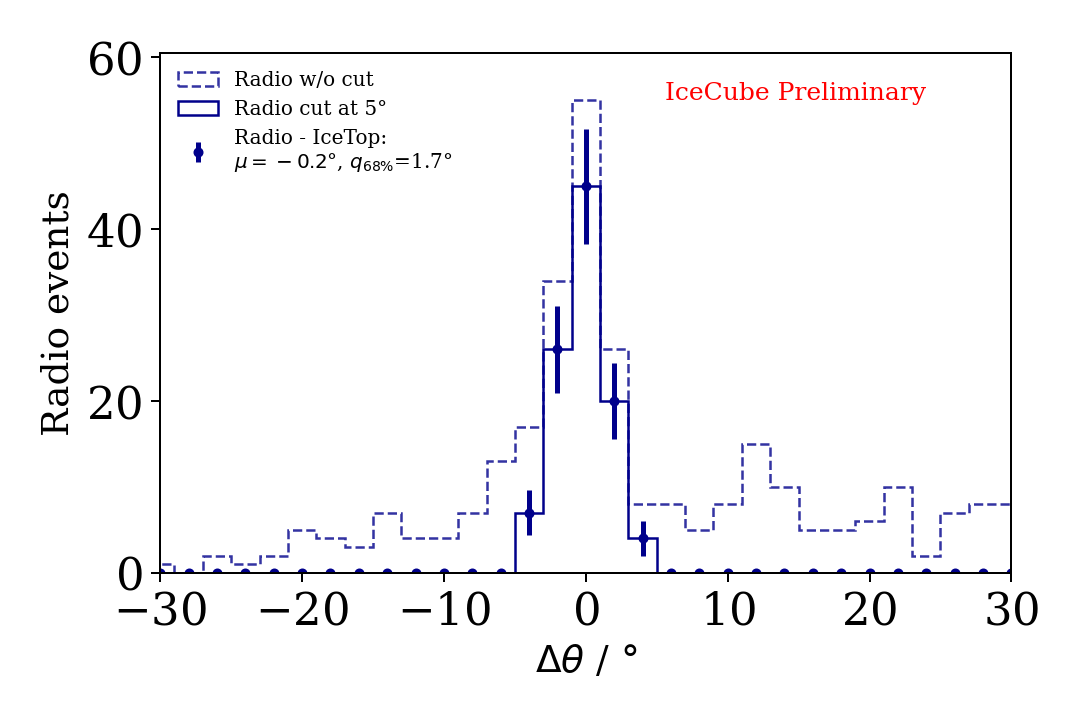 60
40
20
0
Radio events
Radio w/o cut
Radio cut at 5°
Radio - IceTop:
μ = −0.2°, q68%=1.7°
IceCube Preliminary
−30 −20 −10 0 10 20 30
Δθ / °